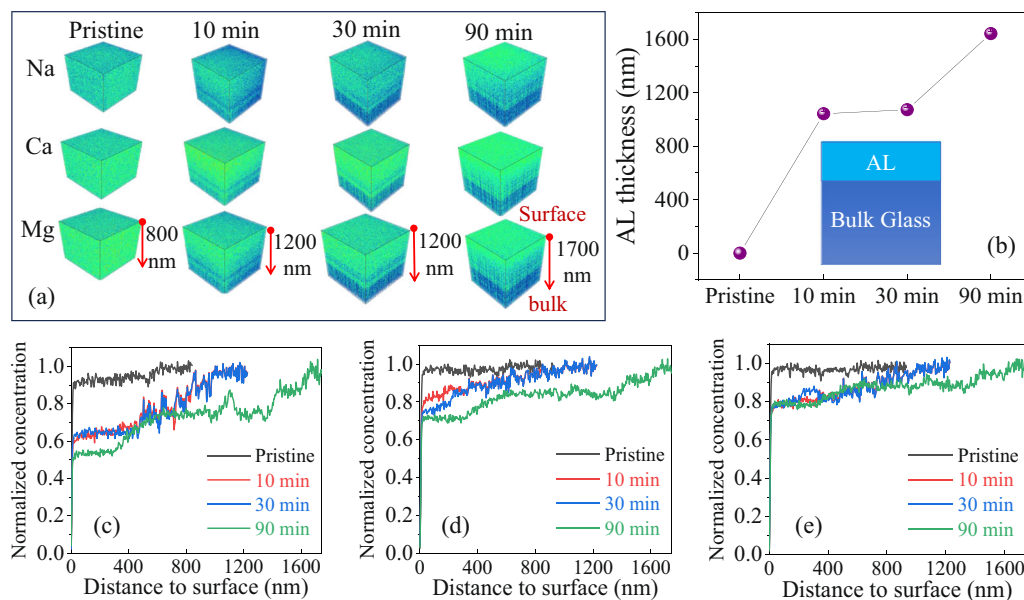 Pristine 10 min 30 min 90 min
Na
Ca
Mg
800
nm
1200
nm
1200
nm
Surface
1700
nm
bulk
(a)
AL thickness (nm)
1600
1200
800
400
0
AL
Bulk Glass
(b)
Pristine 10 min 30 min 90 min
Normalized concentration
1.0
0.8
0.6
0.4
0.2
0.0
Pristine
10 min
30 min
90 min
(c)
0 400 800 1200 1600
Distance to surface (nm)
Normalized concentration
1.0
0.8
0.6
0.4
0.2
0.0
Pristine
10 min
30 min
90 min
(d)
0 400 800 1200 1600
Distance to surface (nm)
Normalized concentration
1.0
0.8
0.6
0.4
0.2
0.0
Pristine
10 min
30 min
90 min
(e)
0 400 800 1200 1600
Distance to surface (nm)